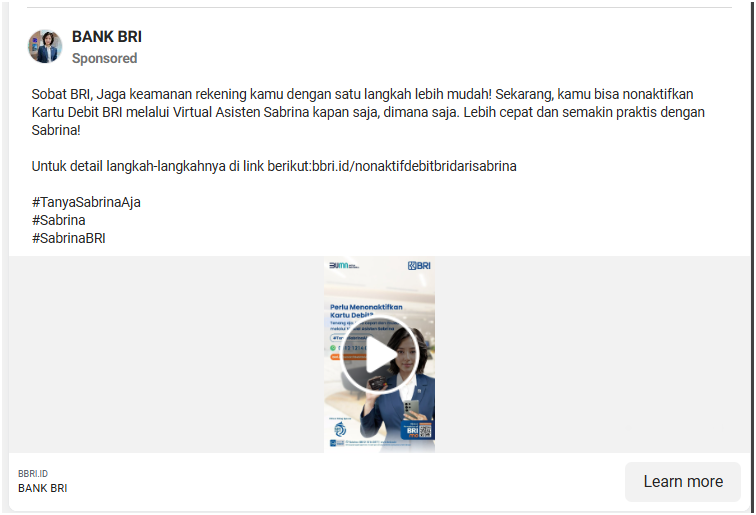 BANK BRI
Sponsored
Sobat BRI, Jaga keamanan rekening kamu dengan satu langkah lebih mudah! Sekarang, kamu bisa nonaktifkan
Kartu Debit BRI melalui Virtual Asisten Sabrina kapan saja, dimana saja. Lebih cepat dan semakin praktis dengan
Sabrina!
Untuk detail langkah-langkahnya di link berikut:bbri.id/nonaktifdebitbridarisabrina
#TanyaSabrinaAja
#Sabrina
#SabrinaBRI
BUMN
BRI
Perlu Menonaktifkan
Kartu Debit?
BRI
BBRI.ID
BANK BRI
Learn more